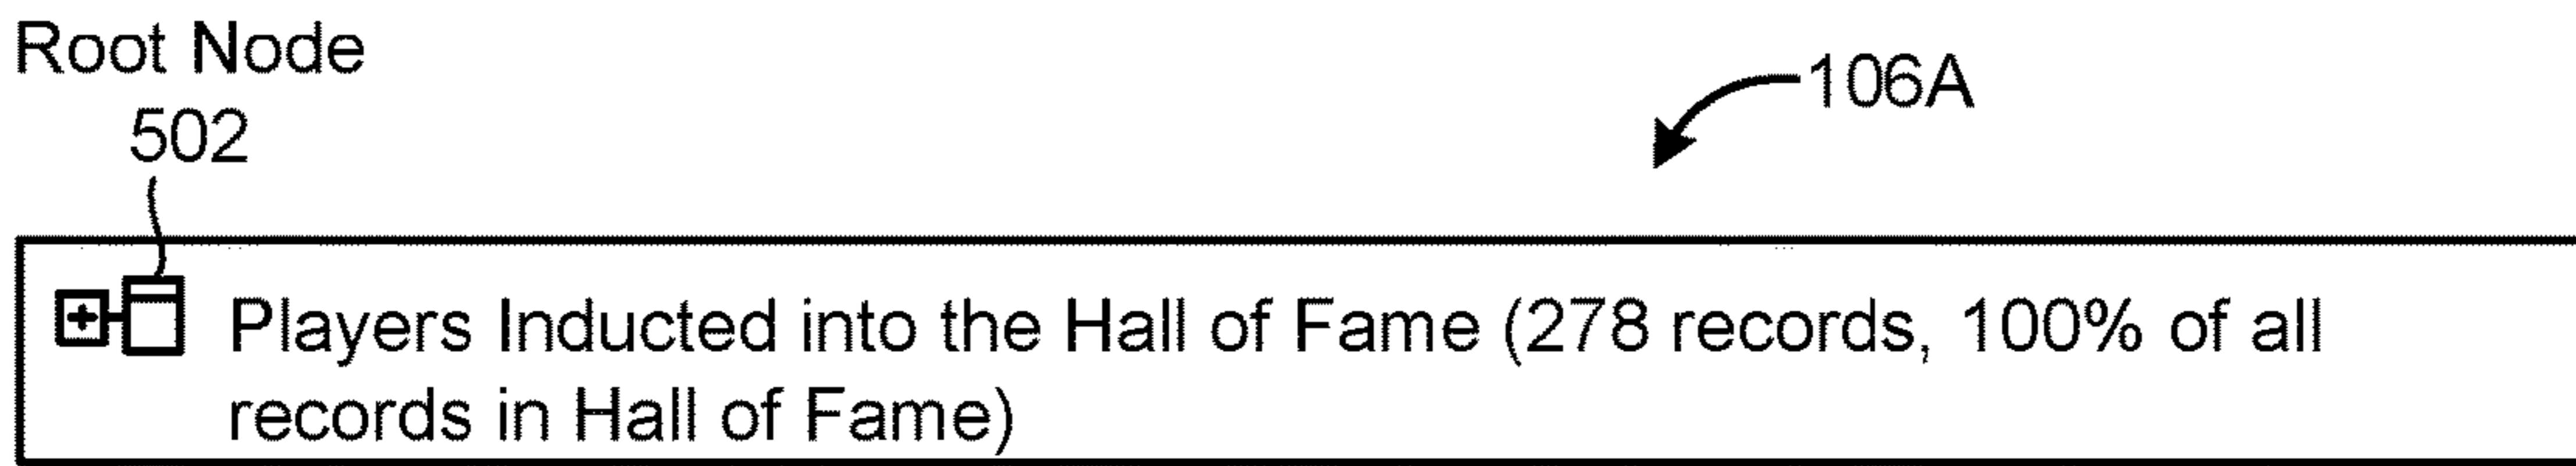 Root Node
502
106A
Players Inducted into the Hall of Fame (278 records, 100% of all
records in Hall of Fame)